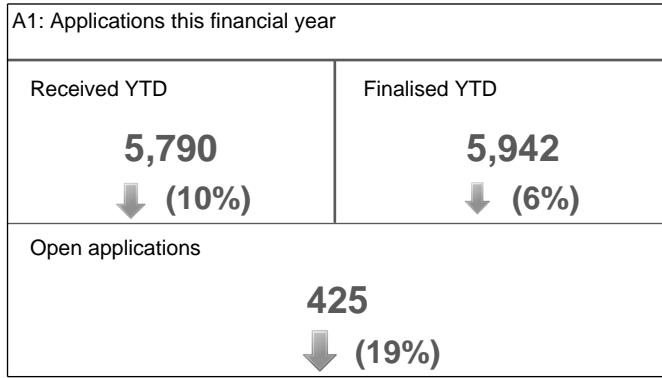 A1: Applications this financial year
Received YTD
5,790
(10%)
Finalised YTD
5,942
(6%)
Open applications
425
(19%)